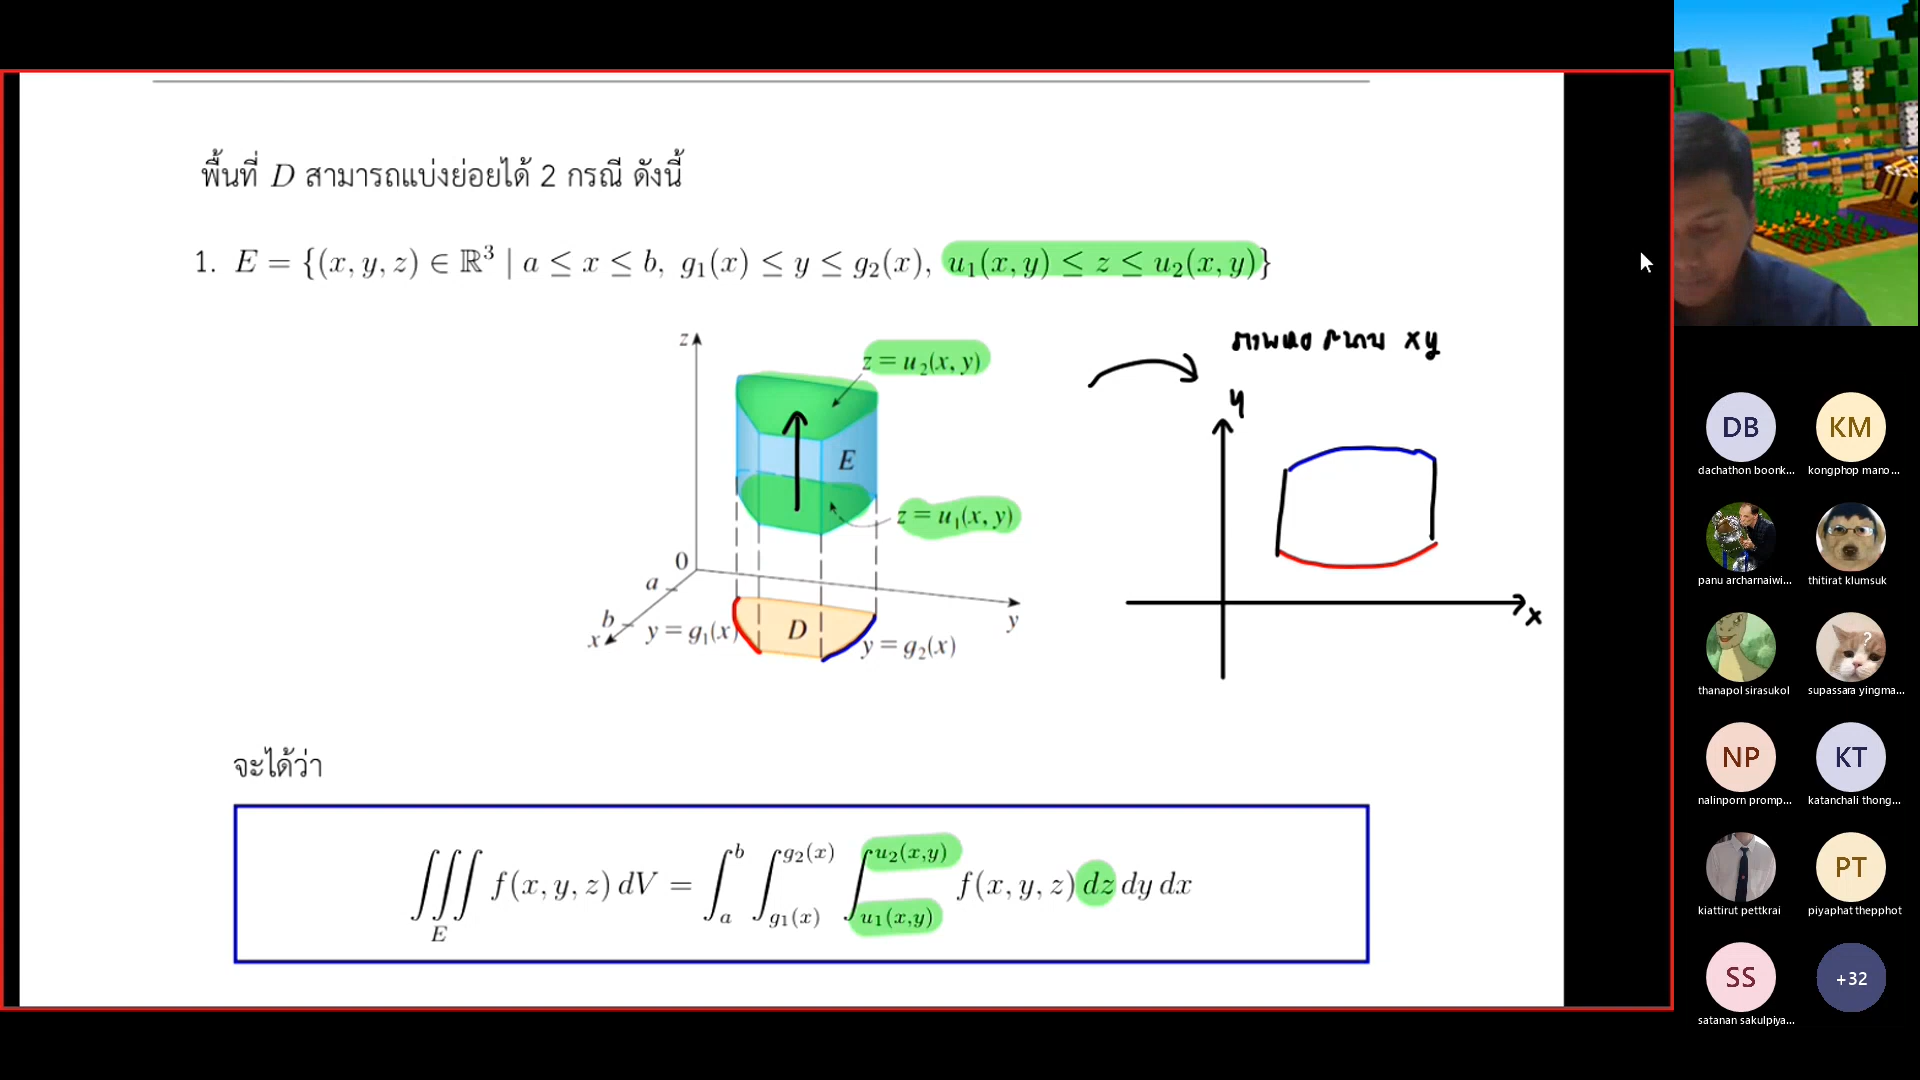 พื้นที่ D สามารถแบ่งย่อยได้ 2 กรณี ดังนี้
1. E = {(x, y, z) ∈ ℝ³ | a ≤ x ≤ b, g₁(x) ≤ y ≤ g₂(x), u₁(x, y) ≤ z ≤ u₂(x, y)}
z
z = u₂(x, y)
E
z = u₁(x, y)
0
a
b
x
y = g₁(x)
D
y = g₂(x)
y
xy
y
x
จะได้ว่า
∭_E f(x, y, z) dV = ∫_a^b ∫_{g₁(x)}^{g₂(x)} ∫_{u₁(x,y)}^{u₂(x,y)} f(x, y, z) dz dy dx
DB
KM
dachathon boonk...
kongphop mano...
panu archarnaiwi...
thitirat klumsuk
?
thanapol sirasukol
supassara yingma...
NP
KT
nalinporn promp...
katanchali thong...
PT
kiattirut pettkrai
piyaphat thepphot
SS
+32
satanan sakulpiya...